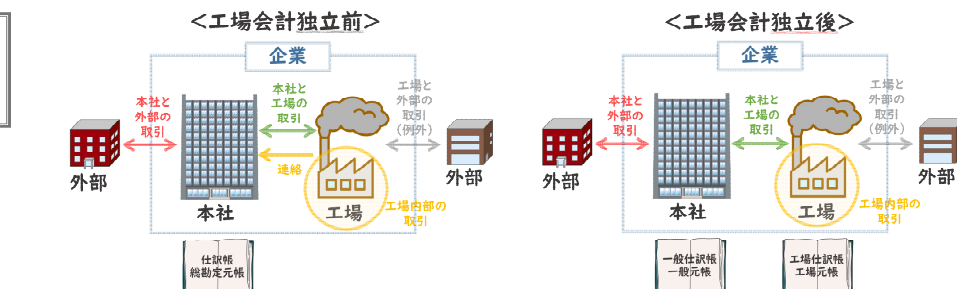 <工場会計独立前>
企業
本社と
外部の
取引
本社と
工場の
取引
工場と
外部の
取引
(例外)
連絡
外部
本社
工場
外部
工場内部の
取引
仕訳帳
総勘定元帳
<工場会計独立後>
企業
本社と
外部の
取引
本社と
工場の
取引
工場と
外部の
取引
(例外)
外部
本社
工場
外部
工場内部の
取引
一般仕訳帳
一般元帳
工場仕訳帳
工場元帳